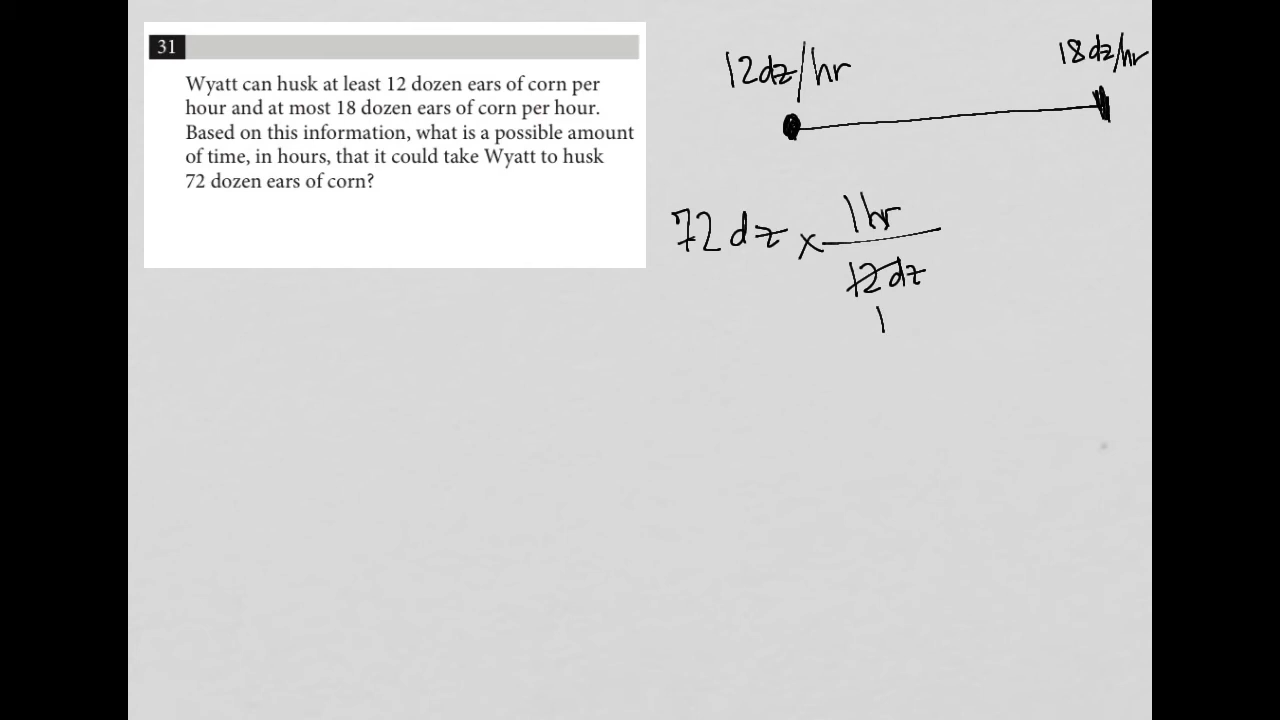 31
Wyatt can husk at least 12 dozen ears of corn per
hour and at most 18 dozen ears of corn per hour.
Based on this information, what is a possible amount
of time, in hours, that it could take Wyatt to husk
72 dozen ears of corn?
12dz/hr
18dz/hr
72 dz x 1hr
12 dz
1